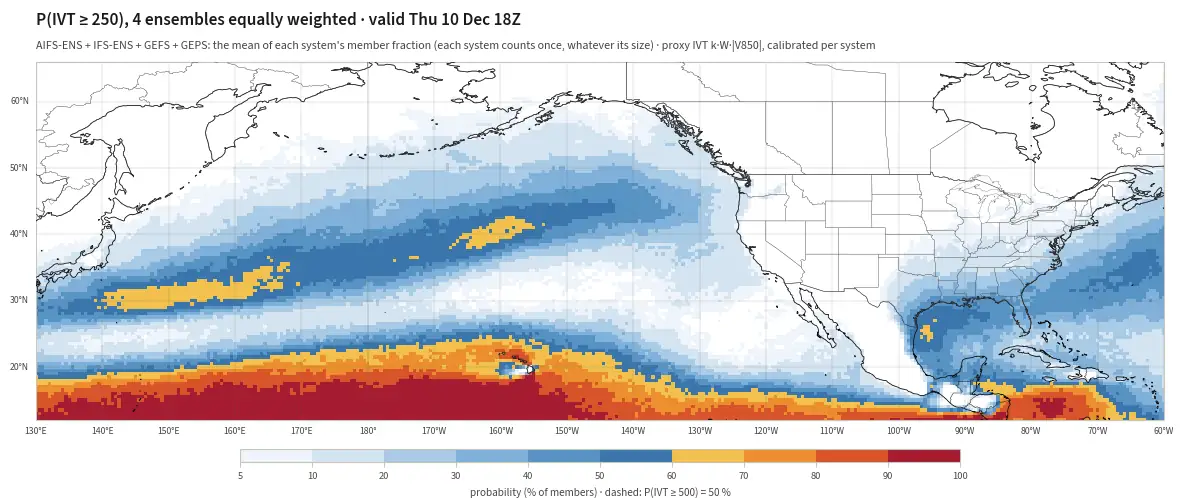 P(IVT ≥ 250), 4 ensembles equally weighted · valid Thu 10 Dec 18Z
AIFS-ENS + IFS-ENS + GEFS + GEPS: the mean of each system's member fraction (each system counts once, whatever its size) · proxy IVT k·W·|V850|, calibrated per system
60°N
50°N
40°N
30°N
20°N
130°E 140°E 150°E 160°E 170°E 180° 170°W 160°W 150°W 140°W 130°W 120°W 110°W 100°W 90°W 80°W 70°W 60°W
5 10 20 30 40 50 60 70 80 90 100
probability (% of members) · dashed: P(IVT ≥ 500) = 50 %